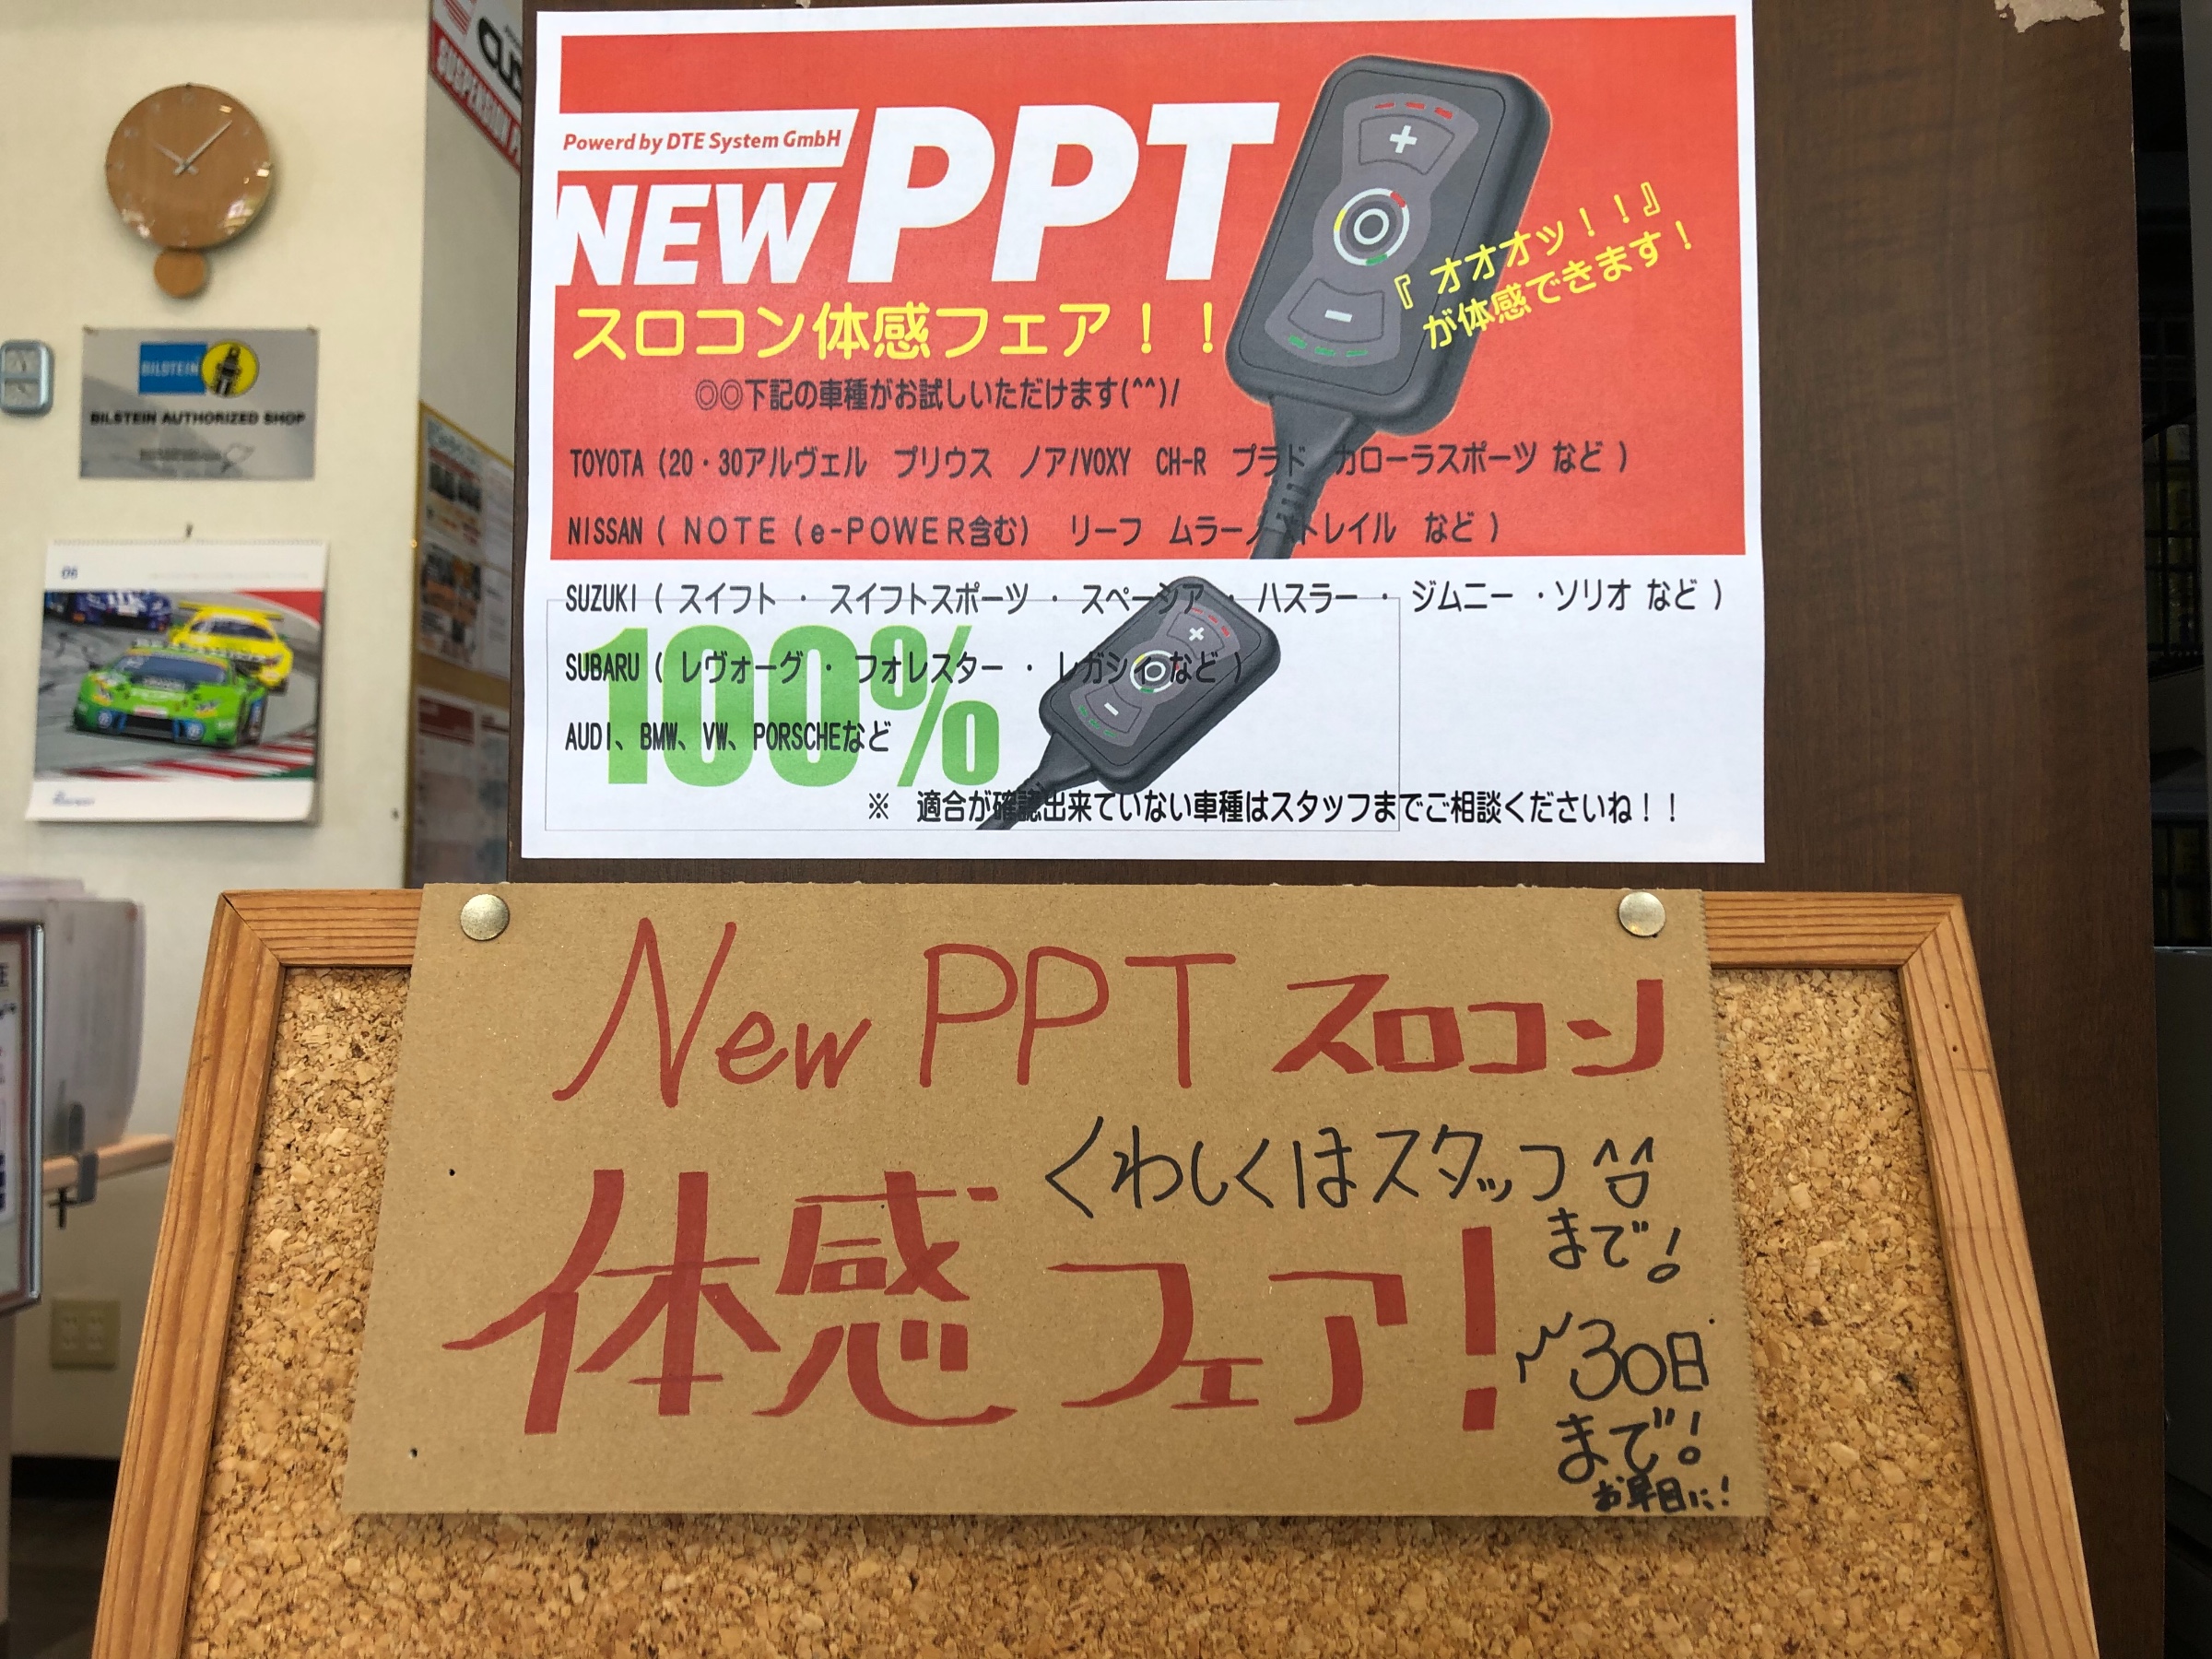 SUSPENSION
BILSTEIN
BILSTEIN AUTHORIZED SHOP
06
Powerd by DTE System GmbH
NEW PPT
『 オオオッ！！』
が体感できます！
スロコン体感フェア！！
◎◎下記の車種がお試しいただけます(^^)/
TOYOTA (20・30アルヴェル プリウス ノア/VOXY CH-R プラド カローラスポーツ など )
NISSAN ( NOTE (e-POWER含む) リーフ ムラーノ トレイル など )
SUZUKI ( スイフト ・ スイフトスポーツ ・ スペーシア ・ ハスラー ・ ジムニー ・ソリオ など )
100%
SUBARU ( レヴォーグ ・ フォレスター ・ レガシィ など )
AUDI、BMW、VW、PORSCHEなど
※ 適合が確認出来ていない車種はスタッフまでご相談くださいね！！
New PPT スロコン
くわしくはスタッフ
まで！
体感フェア！
~30日
まで！
お早目に！